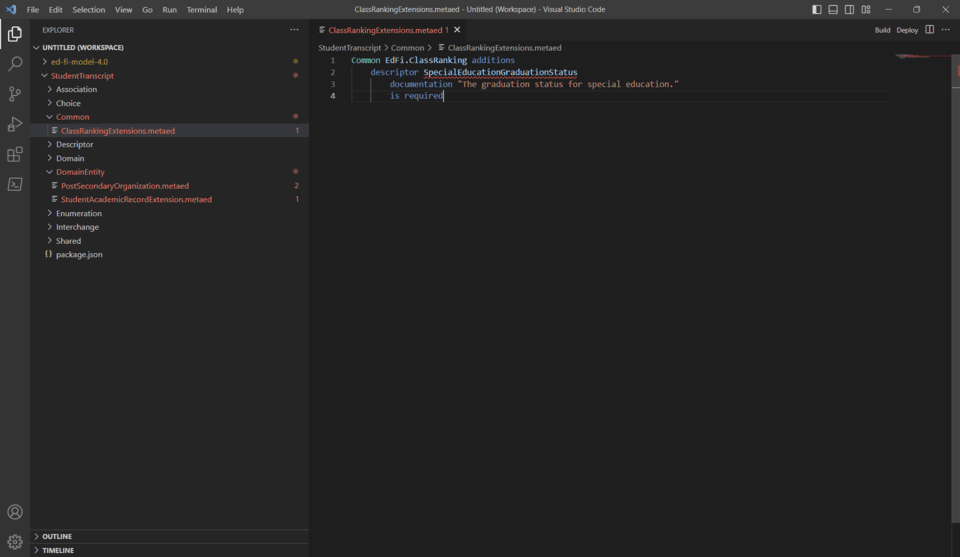 File Edit Selection View Go Run Terminal Help
ClassRankingExtensions.metaed - Untitled (Workspace) - Visual Studio Code
EXPLORER
UNTITLED (WORKSPACE)
ed-fi-model-4.0
StudentTranscript
Association
Choice
Common
ClassRankingExtensions.metaed 1
Descriptor
Domain
DomainEntity
PostSecondaryOrganization.metaed 2
StudentAcademicRecordExtension.metaed 1
Enumeration
Interchange
Shared
{} package.json
OUTLINE
TIMELINE
ClassRankingExtensions.metaed 1
Build Deploy
StudentTranscript > Common > ClassRankingExtensions.metaed
1 Common EdFi.ClassRanking additions
2 descriptor SpecialEducationGraduationStatus
3 documentation "The graduation status for special education."
4 is required